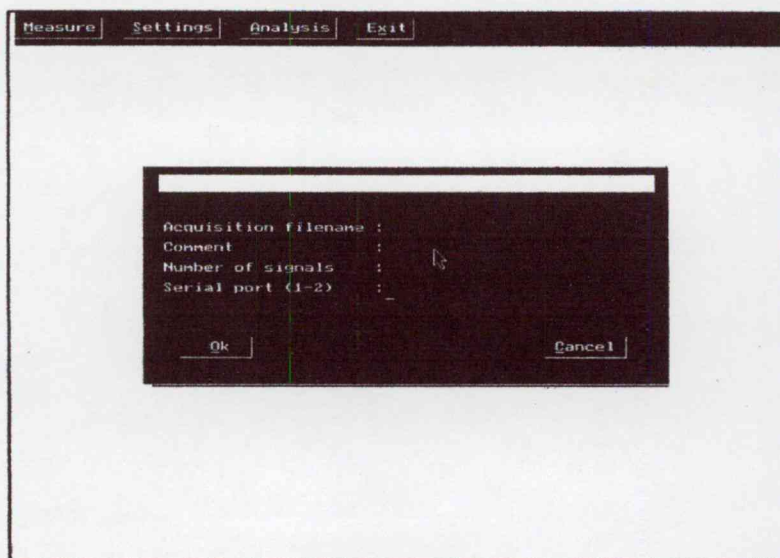 Measure Settings Analysis Exit
Acquisition filename :
Comment :
Number of signals :
Serial port (1-2) :_
Ok Cancel